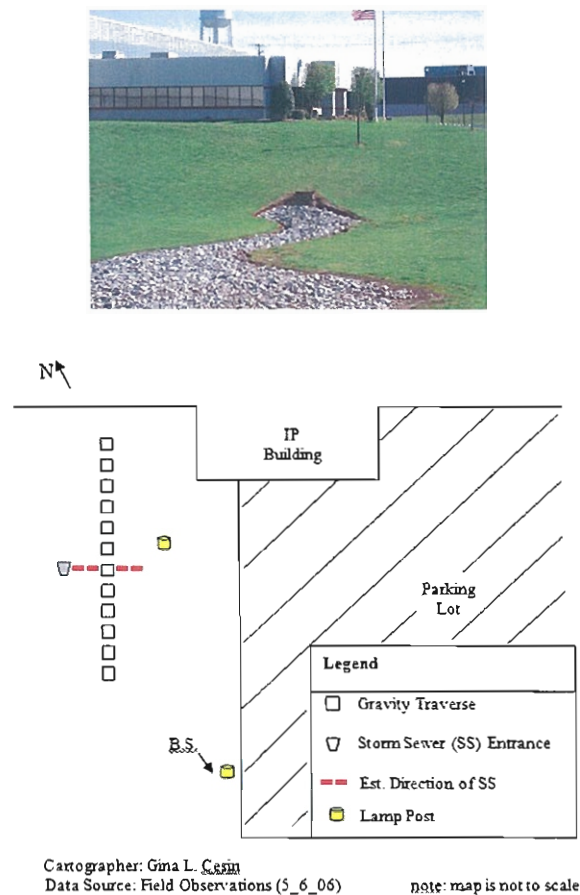 N
IP
Building
Parking
Lot
Legend
Gravity Traverse
Storm Sewer (SS) Entrance
Est. Direction of SS
Lamp Post
B.S.
Cartographer: Gina L. Cesin
Data Source: Field Observations (5_6_06) note: map is not to scale